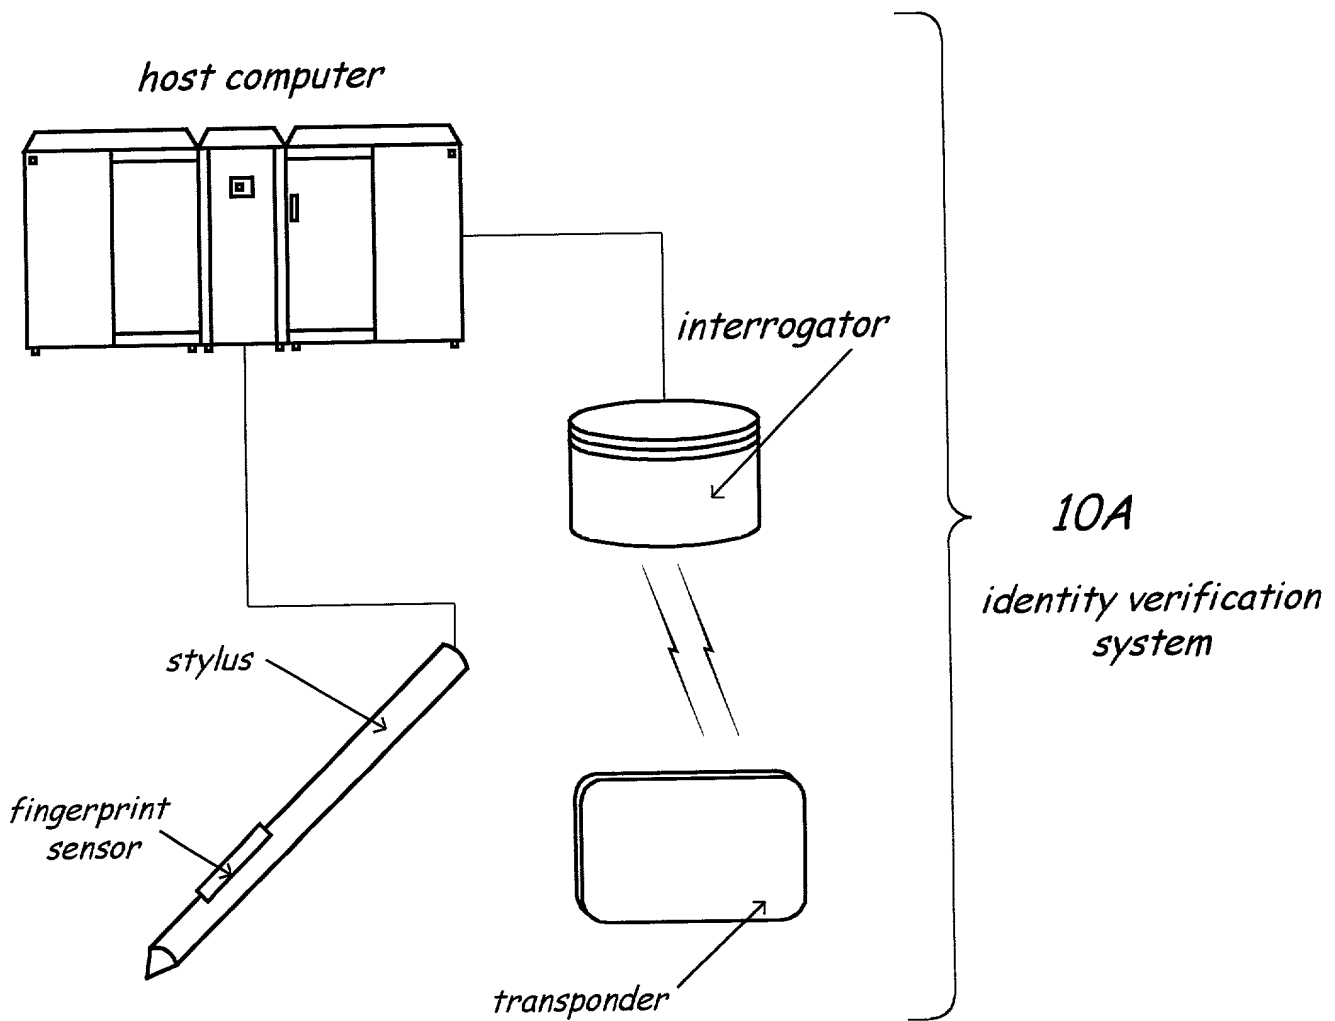 host computer
interrogator
10A
identity verification
system
stylus
fingerprint
sensor
transponder